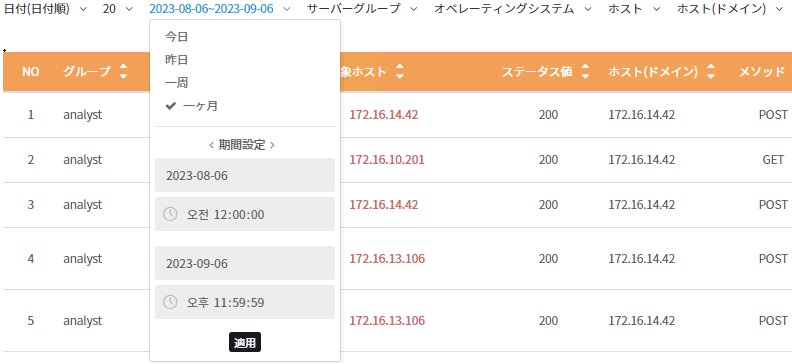 日付(日付順) 20 2023-08-06~2023-09-06 サーバーグループ オペレーティングシステム ホスト ホスト(ドメイン)
今日
昨日
一周
一ヶ月
< 期間設定 >
2023-08-06
오전 12:00:00
2023-09-06
오후 11:59:59
適用
NO グループ 象ホスト ステータス値 ホスト(ドメイン) メソッド
1 analyst 172.16.14.42 200 172.16.14.42 POST
2 analyst 172.16.10.201 200 172.16.14.42 GET
3 analyst 172.16.14.42 200 172.16.14.42 POST
4 analyst 172.16.13.106 200 172.16.14.42 POST
5 analyst 172.16.13.106 200 172.16.14.42 POST